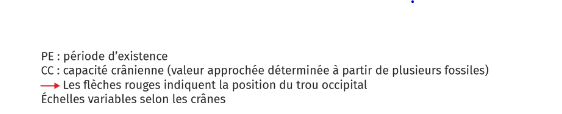 PE : période d’existence
CC : capacité crânienne (valeur approchée déterminée à partir de plusieurs fossiles)
Les flèches rouges indiquent la position du trou occipital
Échelles variables selon les crânes